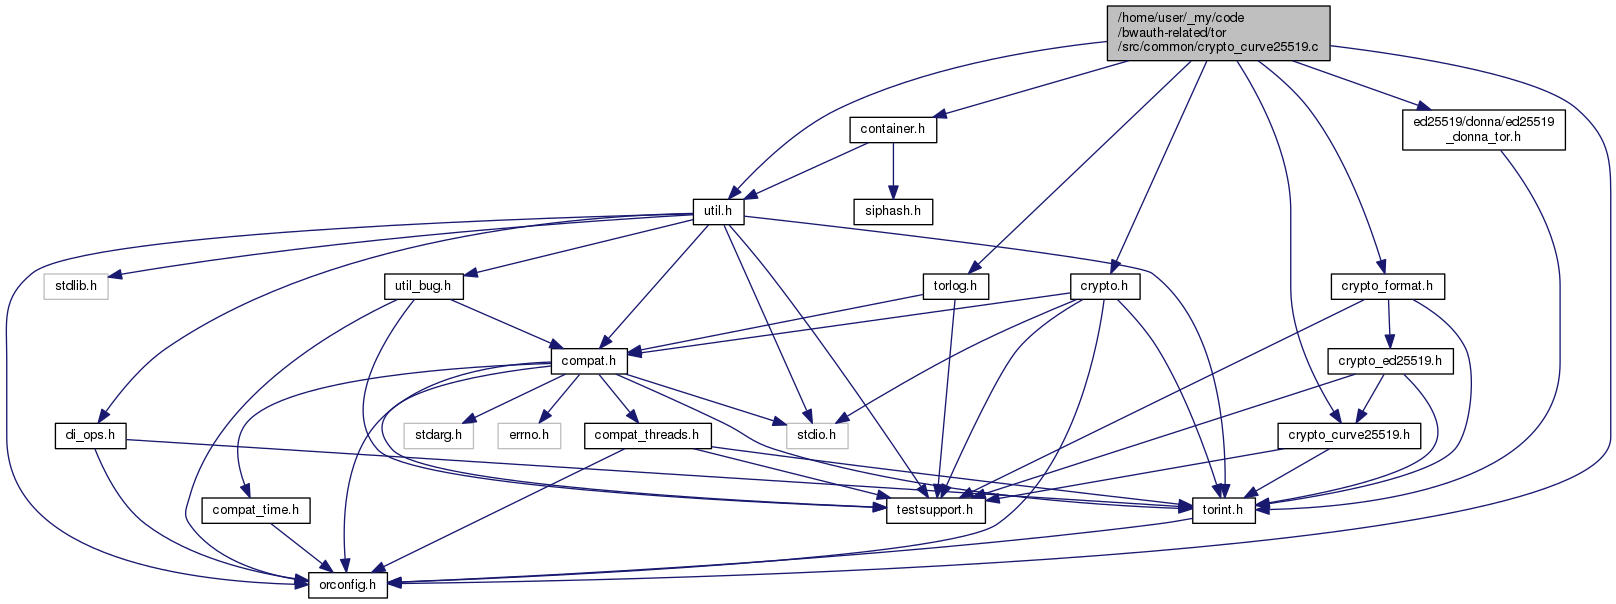 /home/user/_my/code
/bwauth-related/tor
/src/common/crypto_curve25519.c
container.h
ed25519/donna/ed25519
_donna_tor.h
util.h
siphash.h
stdlib.h
util_bug.h
torlog.h
crypto.h
crypto_format.h
compat.h
crypto_ed25519.h
di_ops.h
stdarg.h
errno.h
compat_threads.h
stdio.h
crypto_curve25519.h
compat_time.h
testsupport.h
torint.h
orconfig.h